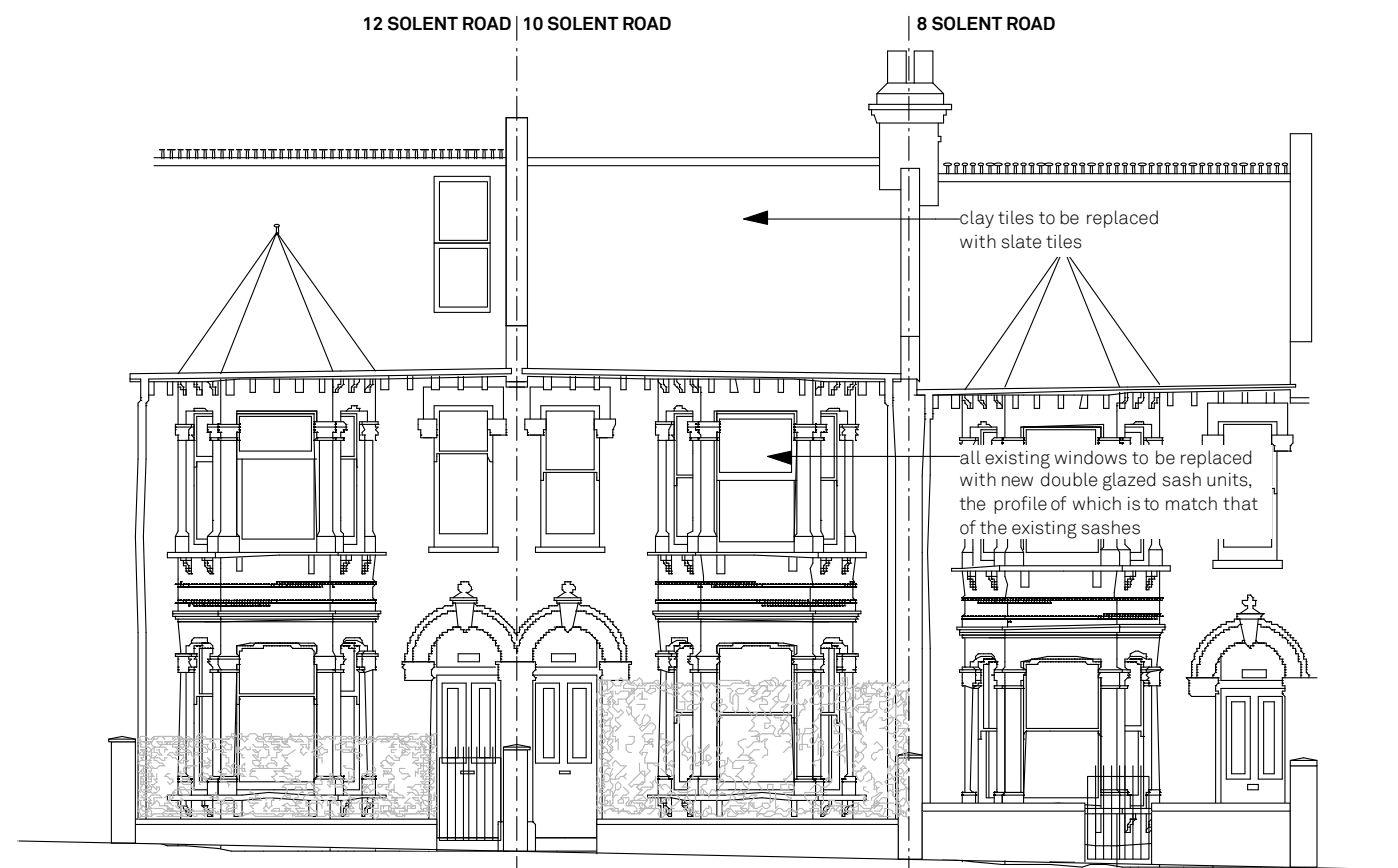 12 SOLENT ROAD
10 SOLENT ROAD
8 SOLENT ROAD
clay tiles to be replaced
with slate tiles
all existing windows to be replaced
with new double glazed sash units,
the profile of which is to match that
of the existing sashes